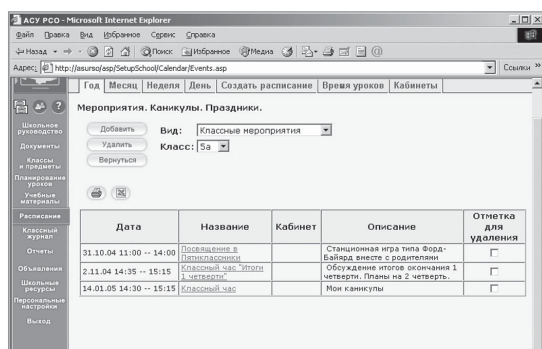 АСУ РСО - Microsoft Internet Explorer
Файл Правка Вид Избранное Сервис Справка
Назад Поиск Избранное Медиа
Адрес: http://asursq/asp/SetupSchool/Calendar/Events.asp Ссылки »
Год Месяц Неделя День Создать расписание Время уроков Кабинеты
Мероприятия. Каникулы. Праздники.
Добавить Вид: Классные мероприятия
Удалить Класс: 5а
Вернуться
Школьное
руководство
Документы
Классы
и предметы
Планирование
уроков
Учебные
материалы
Расписание
Классный
журнал
Отчеты
Объявления
Школьные
ресурсы
Персональные
настройки
Выход
Дата Название Кабинет Описание Отметка
для
удаления
31.10.04 11:00 -- 14:00 Посвящение в
Пятиклассники Станционная игра типа Форд-
Байярд вместе с родителями
2.11.04 14:35 -- 15:15 Классный час "Итоги
1 четверти" Обсуждение итогов окончания 1
четверти. Планы на 2 четверть.
14.01.05 14:30 -- 15:15 Классный час Мои каникулы